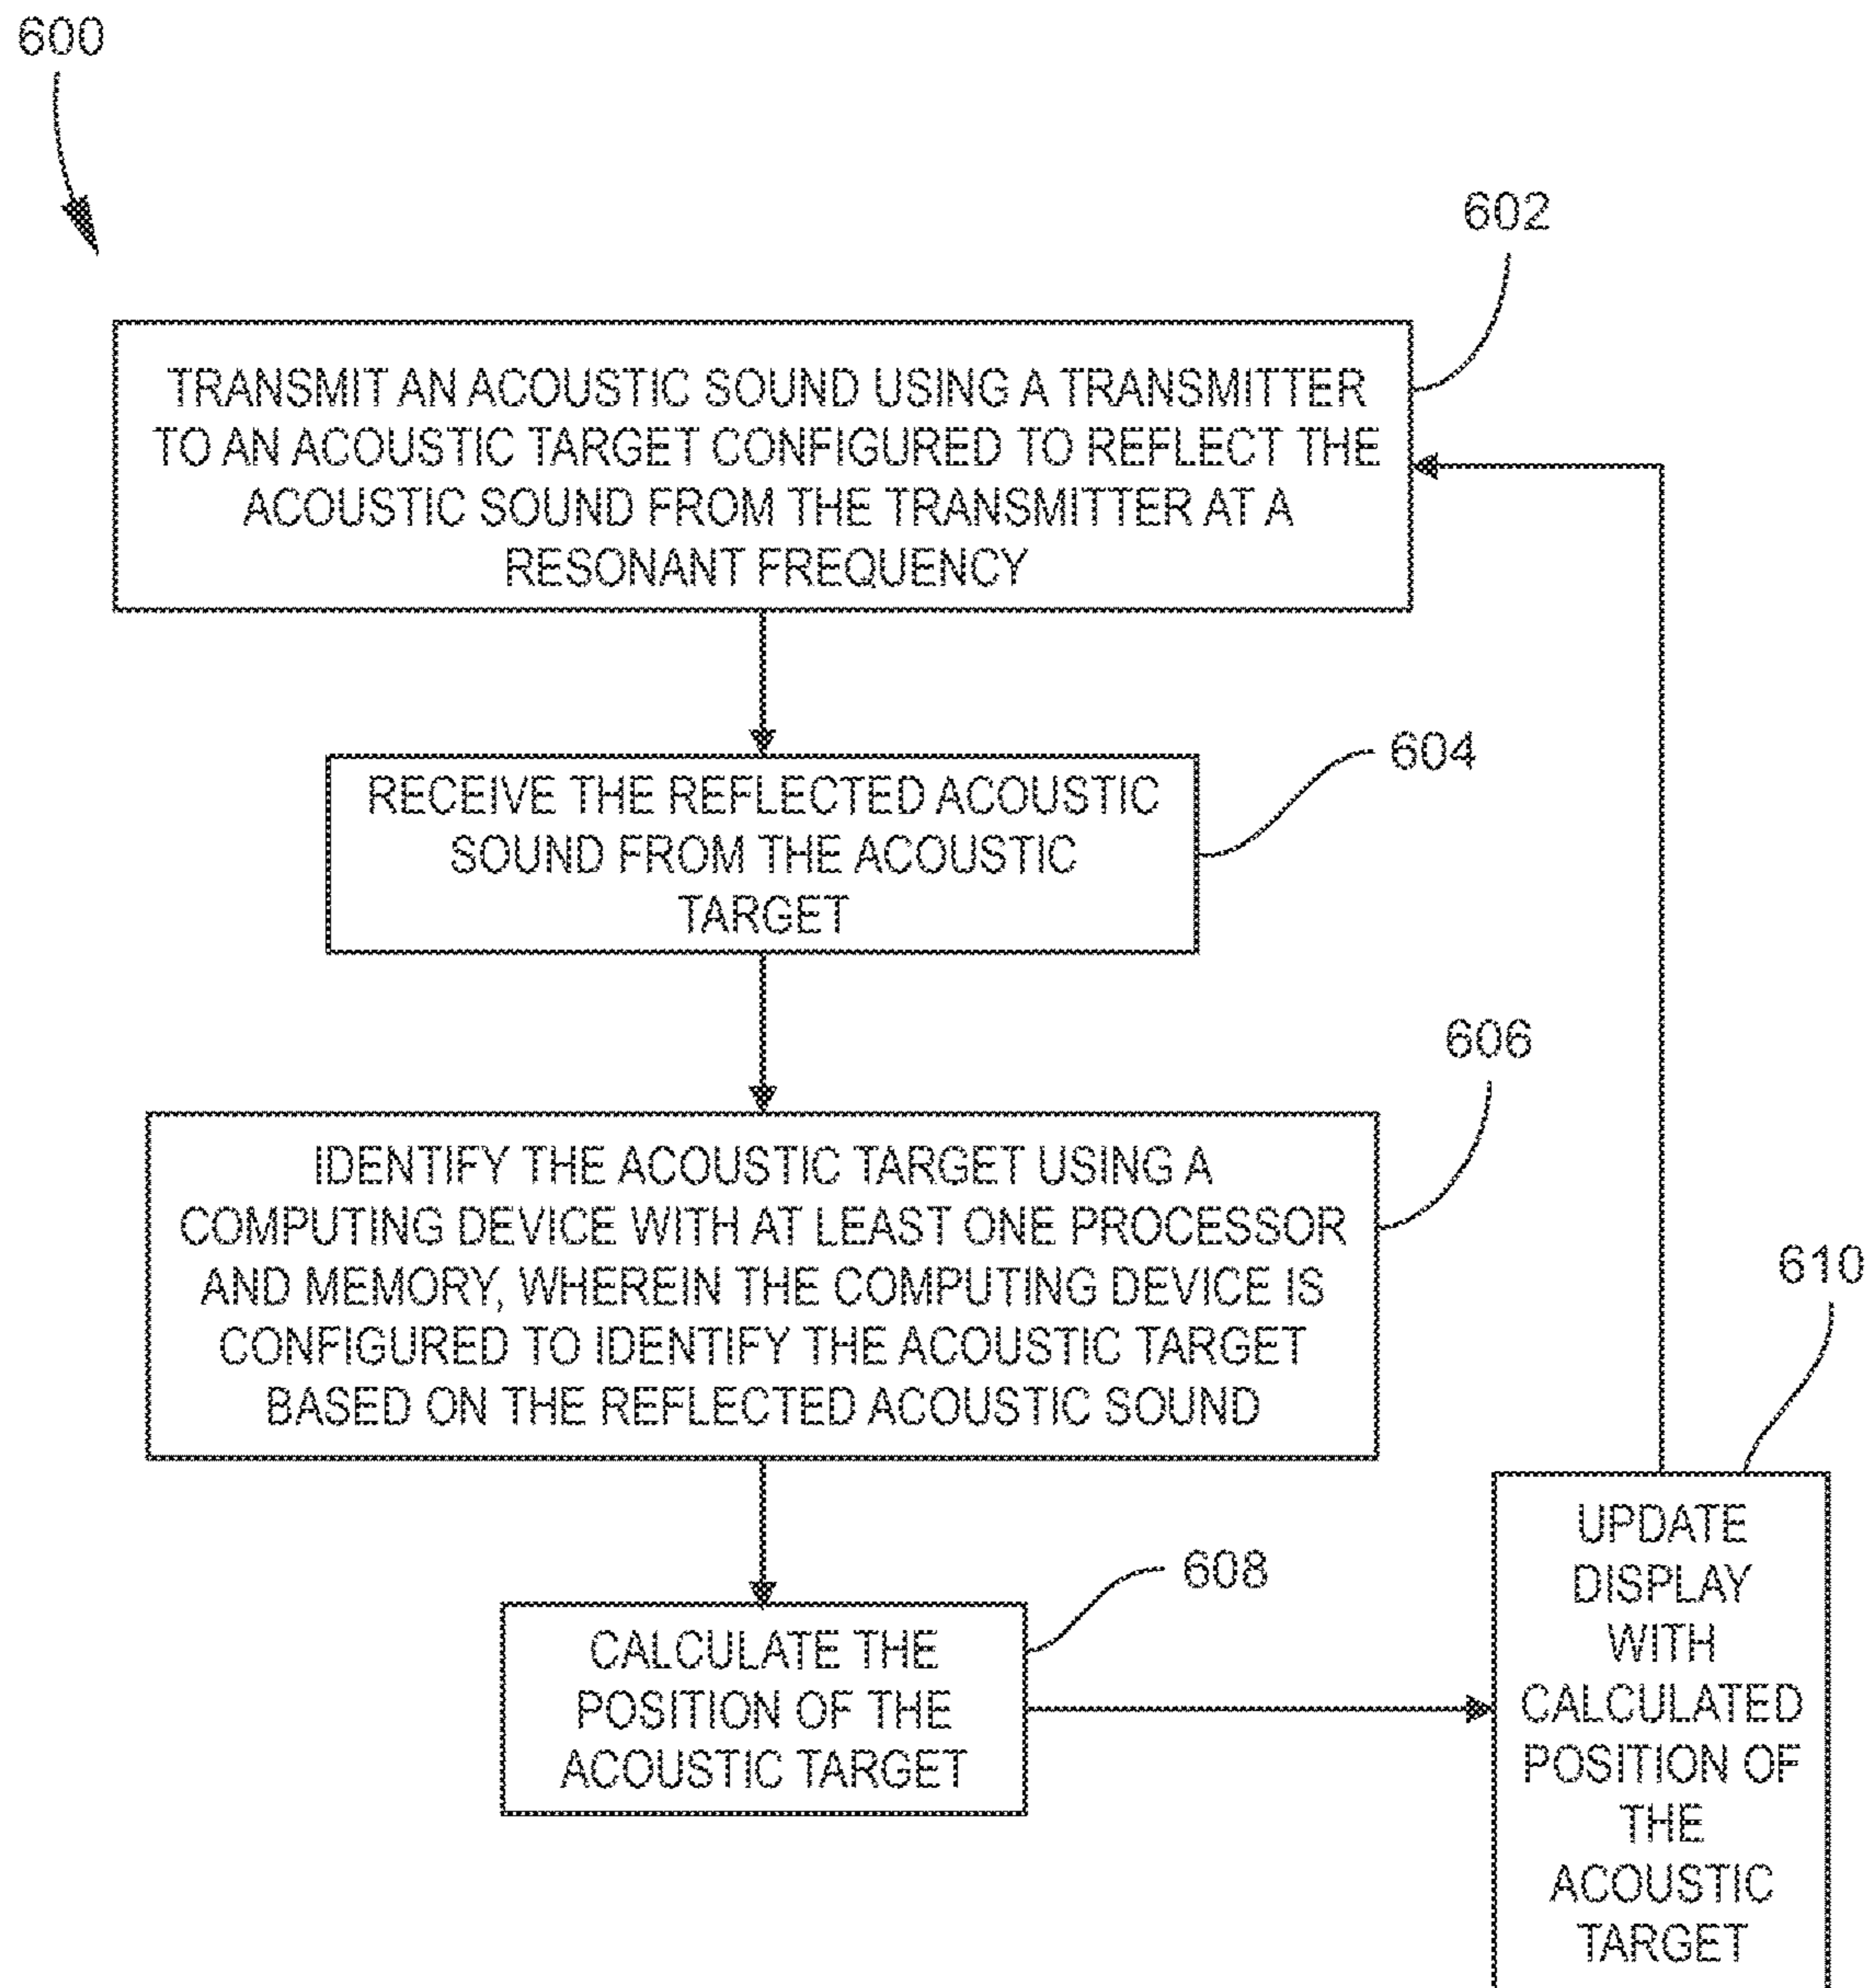 600
602
TRANSMIT AN ACOUSTIC SOUND USING A TRANSMITTER
TO AN ACOUSTIC TARGET CONFIGURED TO REFLECT THE
ACOUSTIC SOUND FROM THE TRANSMITTER AT A
RESONANT FREQUENCY
604
RECEIVE THE REFLECTED ACOUSTIC
SOUND FROM THE ACOUSTIC
TARGET
606
IDENTIFY THE ACOUSTIC TARGET USING A
COMPUTING DEVICE WITH AT LEAST ONE PROCESSOR
AND MEMORY, WHEREIN THE COMPUTING DEVICE IS
CONFIGURED TO IDENTIFY THE ACOUSTIC TARGET
BASED ON THE REFLECTED ACOUSTIC SOUND
608
CALCULATE THE
POSITION OF THE
ACOUSTIC TARGET
610
UPDATE
DISPLAY
WITH
CALCULATED
POSITION OF
THE
ACOUSTIC
TARGET